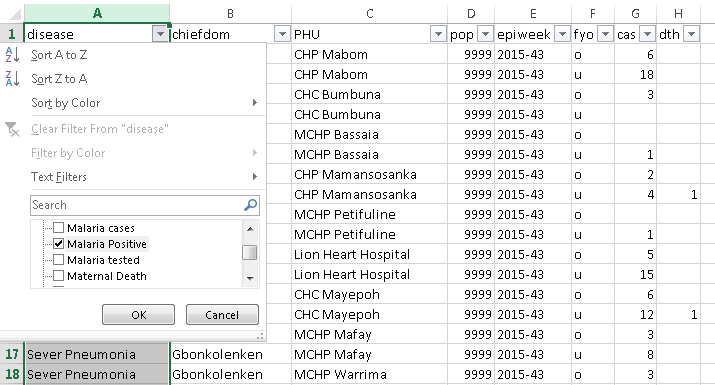 A B C D E F G H
1 disease chiefdom PHU pop epiweek fyo cas dth
Sort A to Z
Sort Z to A
Sort by Color
Clear Filter From "disease"
Filter by Color
Text Filters
Search
Malaria cases
Malaria Positive
Malaria tested
Maternal Death
OK Cancel
CHP Mabom 9999 2015-43 o 6
CHP Mabom 9999 2015-43 u 18
CHC Bumbuna 9999 2015-43 o 3
CHC Bumbuna 9999 2015-43 u
MCHP Bassaia 9999 2015-43 o
MCHP Bassaia 9999 2015-43 u 1
CHP Mamansosanka 9999 2015-43 o 2
CHP Mamansosanka 9999 2015-43 u 4 1
MCHP Petifuline 9999 2015-43 o
MCHP Petifuline 9999 2015-43 u 1
Lion Heart Hospital 9999 2015-43 o 5
Lion Heart Hospital 9999 2015-43 u 15
CHC Mayepoh 9999 2015-43 o 6
CHC Mayepoh 9999 2015-43 u 12 1
MCHP Mafay 9999 2015-43 o 3
17 Sever Pneumonia Gbonkolenken MCHP Mafay 9999 2015-43 u 8
18 Sever Pneumonia Gbonkolenken MCHP Warrima 9999 2015-43 o 3